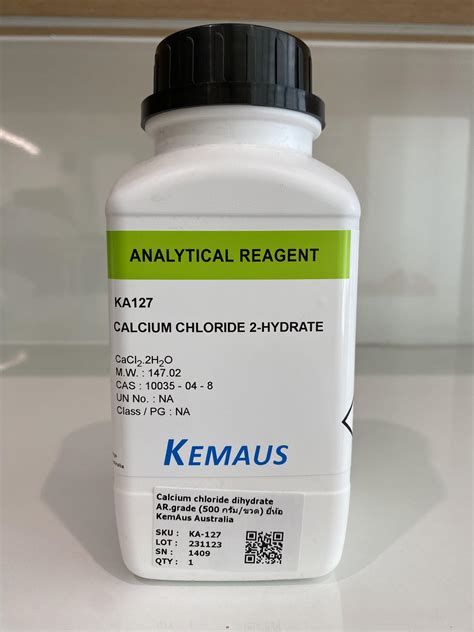 ANALYTICAL REAGENT
KA127
CALCIUM CHLORIDE 2-HYDRATE
CaCl2.2H2O
M.W. : 147.02
CAS : 10035 - 04 - 8
UN No. : NA
Class / PG : NA
KEMAUS
Calcium chloride dihydrate
AR.grade (500 กรัม/ขวด) ยี่ห้อ
KemAus Australia
SKU : KA-127
LOT : 231123
SN : 1409
QTY : 1